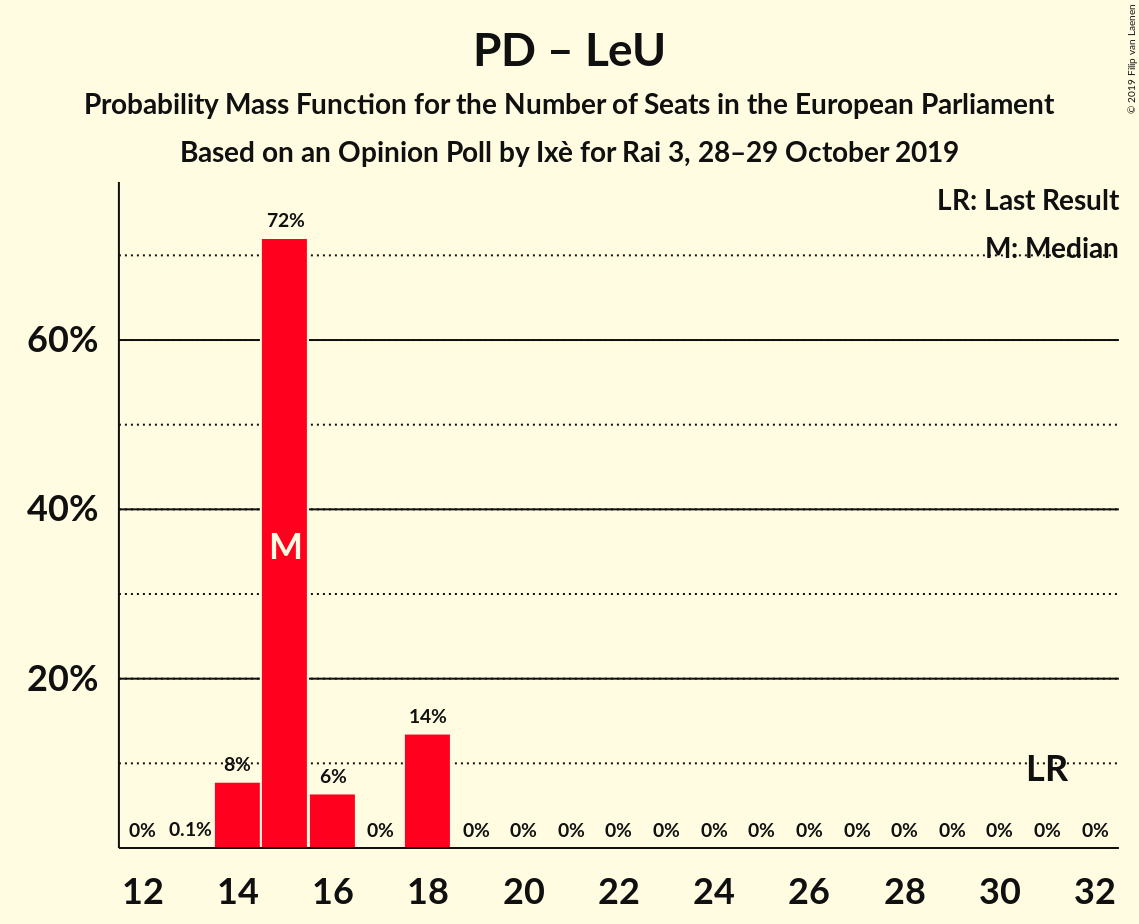 PD – LeU
Probability Mass Function for the Number of Seats in the European Parliament
Based on an Opinion Poll by Ixè for Rai 3, 28–29 October 2019
© 2019 Filip van Laenen
LR: Last Result
M: Median
60%
40%
20%
0% 0.1% 8% 72% 6% 0% 14% 0% 0% 0% 0% 0% 0% 0% 0% 0% 0% 0% 0% 0% 0%
M
LR
12 14 16 18 20 22 24 26 28 30 32